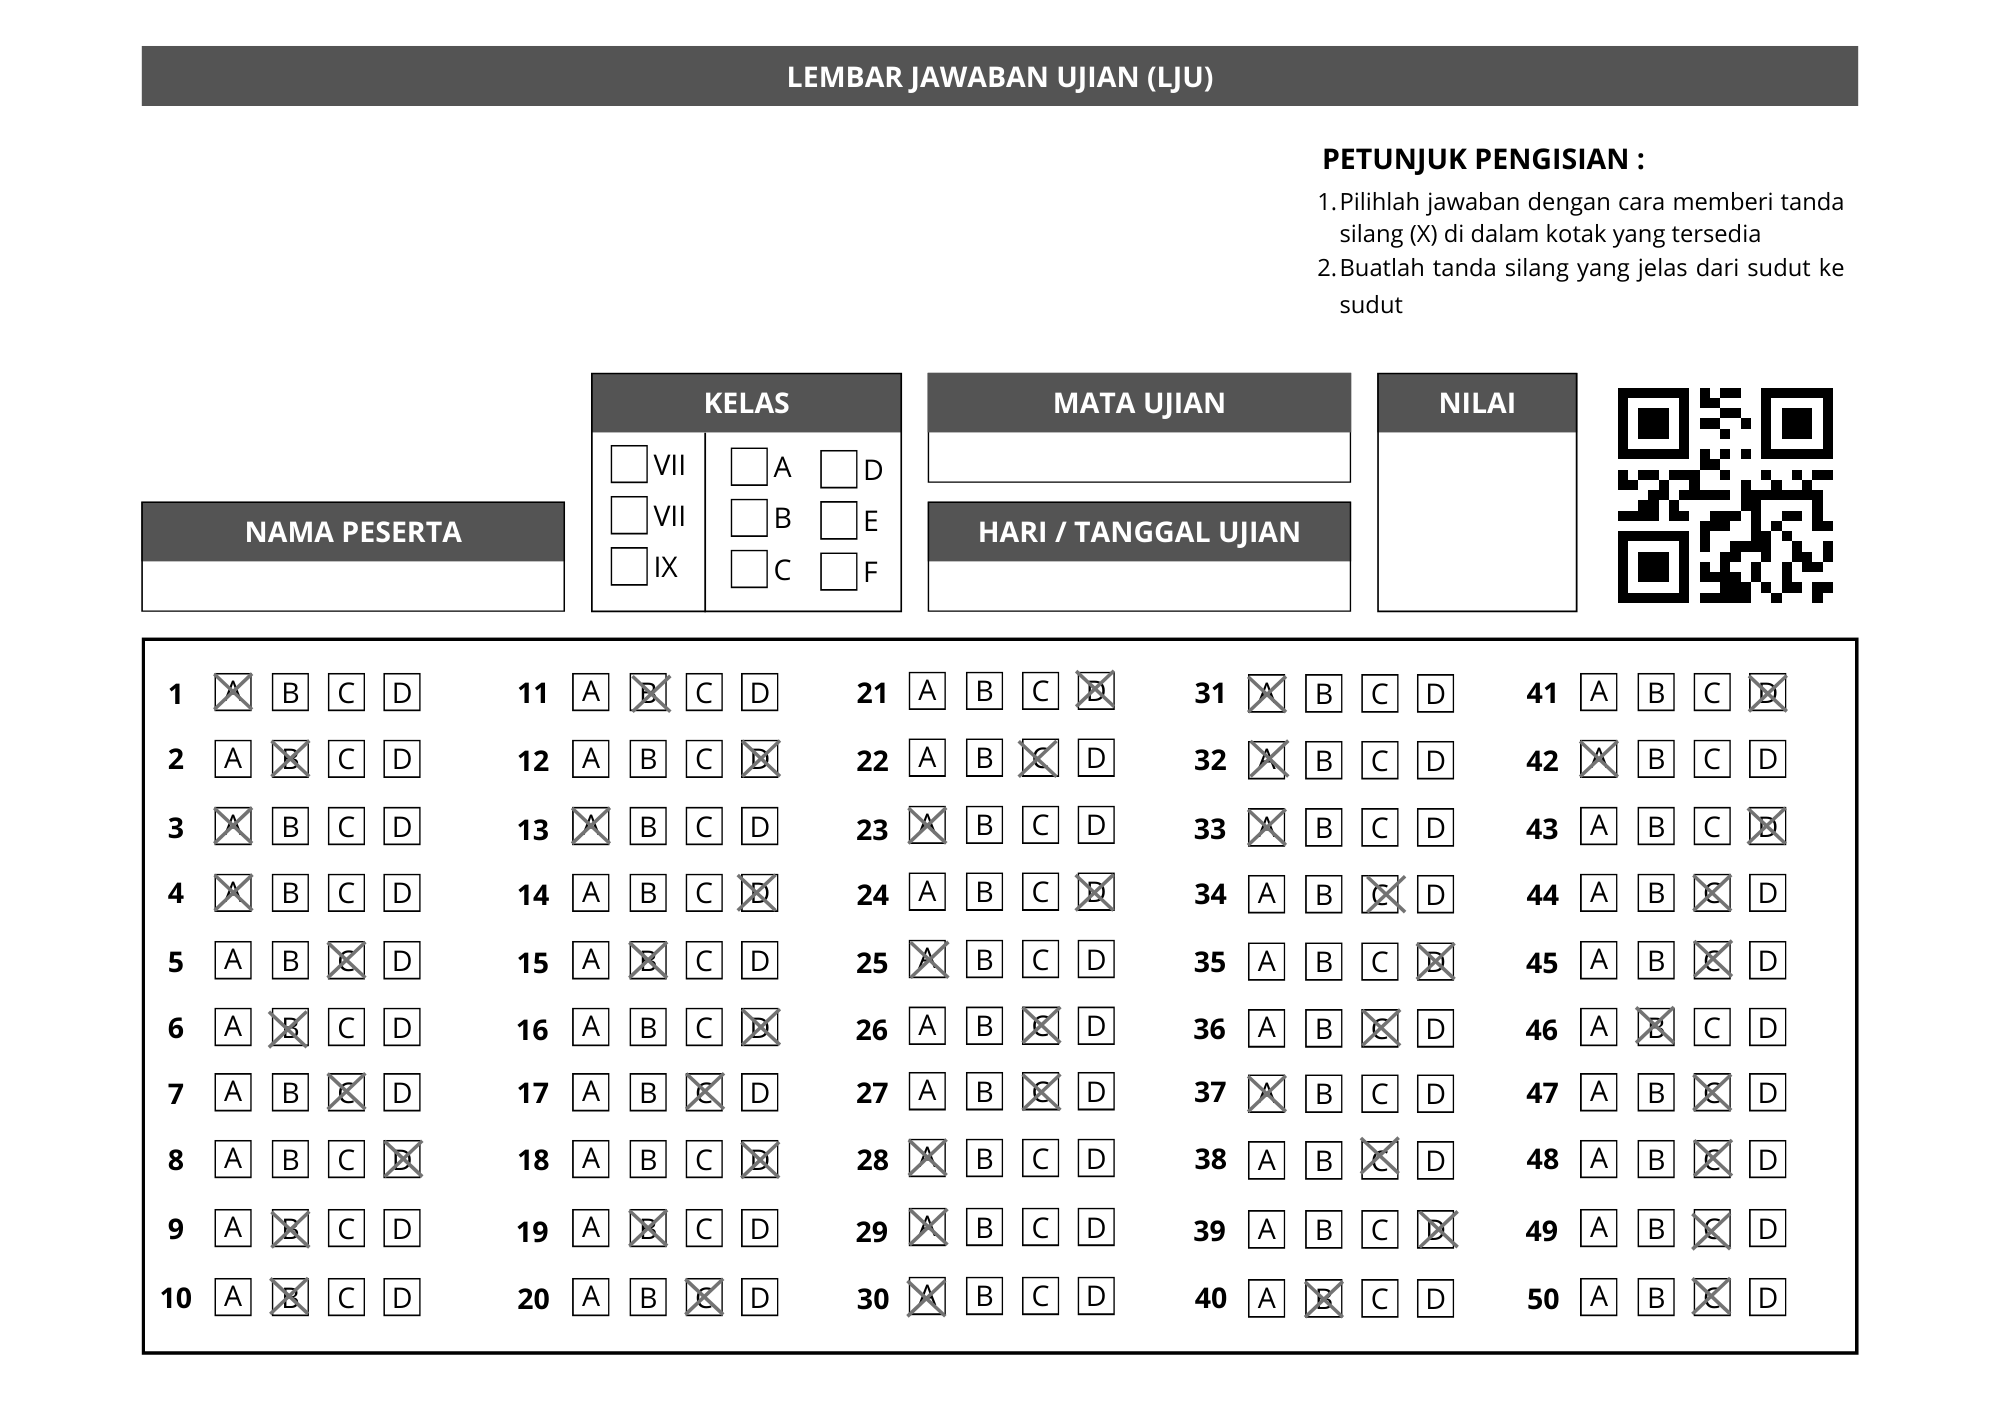 LEMBAR JAWABAN UJIAN (LJU)
PETUNJUK PENGISIAN :
1. Pilihlah jawaban dengan cara memberi tanda
silang (X) di dalam kotak yang tersedia
2. Buatlah tanda silang yang jelas dari sudut ke
sudut
NAMA PESERTA
KELAS
VII A D
VII B E
IX C F
MATA UJIAN
HARI / TANGGAL UJIAN
NILAI
1 A B C D
2 A B C D
3 A B C D
4 A B C D
5 A B C D
6 A B C D
7 A B C D
8 A B C D
9 A B C D
10 A B C D
11 A B C D
12 A B C D
13 A B C D
14 A B C D
15 A B C D
16 A B C D
17 A B C D
18 A B C D
19 A B C D
20 A B C D
21 A B C D
22 A B C D
23 A B C D
24 A B C D
25 A B C D
26 A B C D
27 A B C D
28 A B C D
29 A B C D
30 A B C D
31 A B C D
32 A B C D
33 A B C D
34 A B C D
35 A B C D
36 A B C D
37 A B C D
38 A B C D
39 A B C D
40 A B C D
41 A B C D
42 A B C D
43 A B C D
44 A B C D
45 A B C D
46 A B C D
47 A B C D
48 A B C D
49 A B C D
50 A B C D